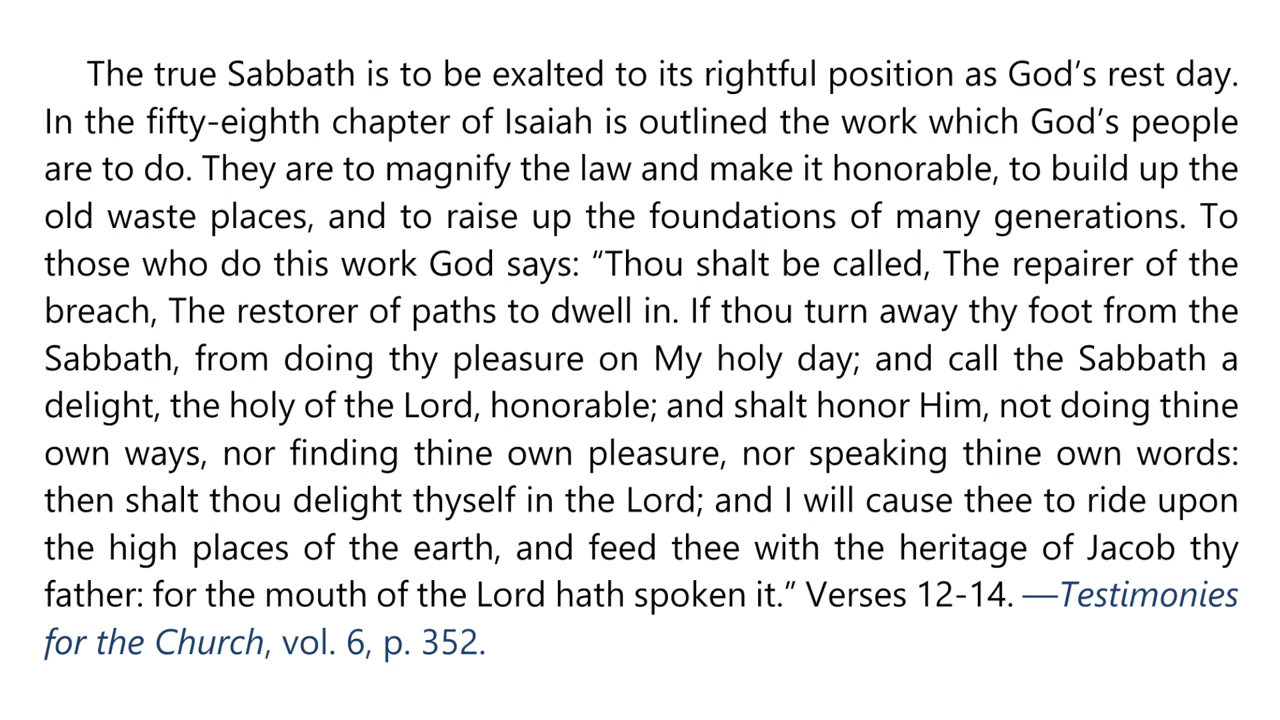 The true Sabbath is to be exalted to its rightful position as God’s rest day.
In the fifty-eighth chapter of Isaiah is outlined the work which God’s people
are to do. They are to magnify the law and make it honorable, to build up the
old waste places, and to raise up the foundations of many generations. To
those who do this work God says: “Thou shalt be called, The repairer of the
breach, The restorer of paths to dwell in. If thou turn away thy foot from the
Sabbath, from doing thy pleasure on My holy day; and call the Sabbath a
delight, the holy of the Lord, honorable; and shalt honor Him, not doing thine
own ways, nor finding thine own pleasure, nor speaking thine own words:
then shalt thou delight thyself in the Lord; and I will cause thee to ride upon
the high places of the earth, and feed thee with the heritage of Jacob thy
father: for the mouth of the Lord hath spoken it.” Verses 12-14. —Testimonies
for the Church, vol. 6, p. 352.